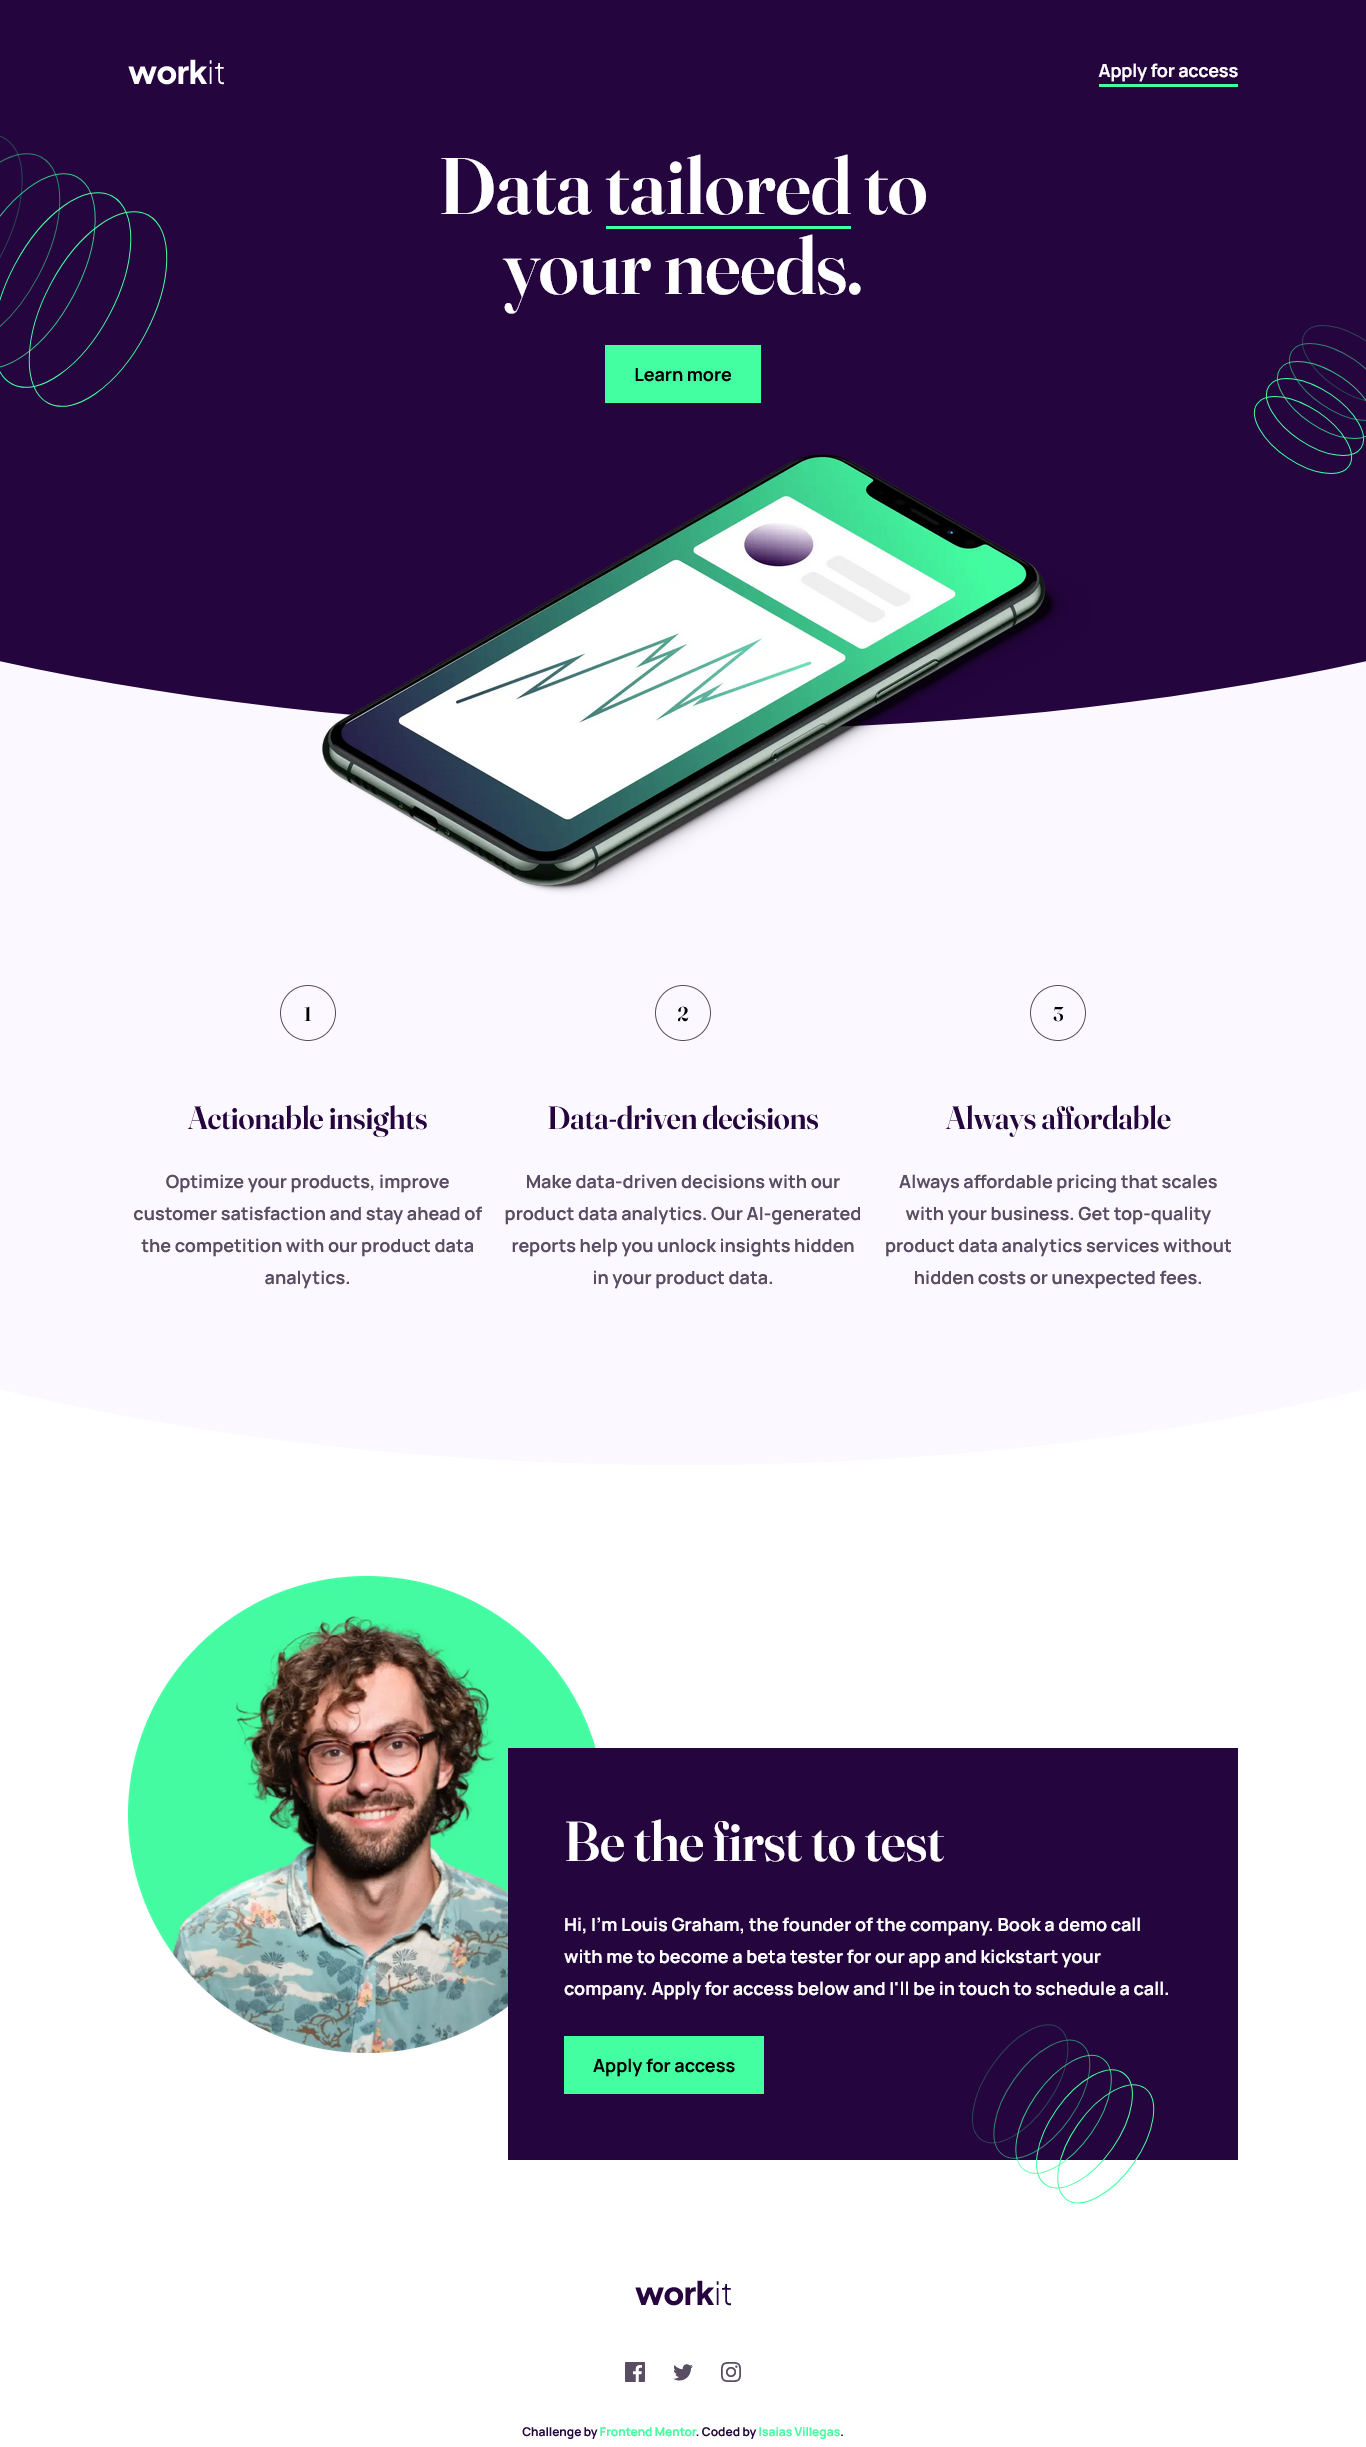 workit
Apply for access
Data tailored to
your needs.
Learn more
1
2
3
Actionable insights
Data-driven decisions
Always affordable
Optimize your products, improve
customer satisfaction and stay ahead of
the competition with our product data
analytics.
Make data-driven decisions with our
product data analytics. Our AI-generated
reports help you unlock insights hidden
in your product data.
Always affordable pricing that scales
with your business. Get top-quality
product data analytics services without
hidden costs or unexpected fees.
Be the first to test
Hi, I'm Louis Graham, the founder of the company. Book a demo call
with me to become a beta tester for our app and kickstart your
company. Apply for access below and I'll be in touch to schedule a call.
Apply for access
workit
Challenge by Frontend Mentor. Coded by Isaias Villegas.